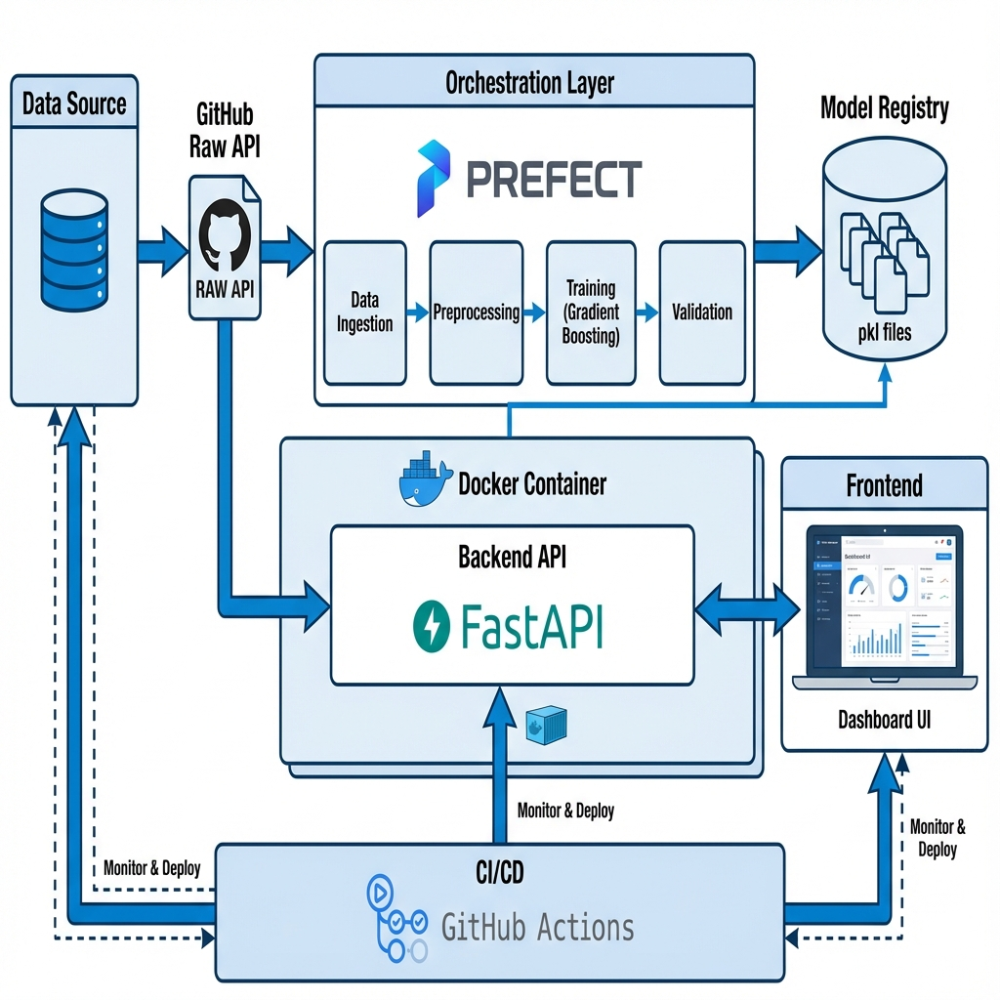 Data Source
GitHub
Raw API
RAW API
Orchestration Layer
PREFECT
Data
Ingestion
Preprocessing
Training
(Gradient
Boosting)
Validation
Model Registry
pkl files
Docker Container
Backend API
FastAPI
Frontend
Dashboard UI
Monitor & Deploy
Monitor & Deploy
Monitor &
Deploy
CI/CD
GitHub Actions